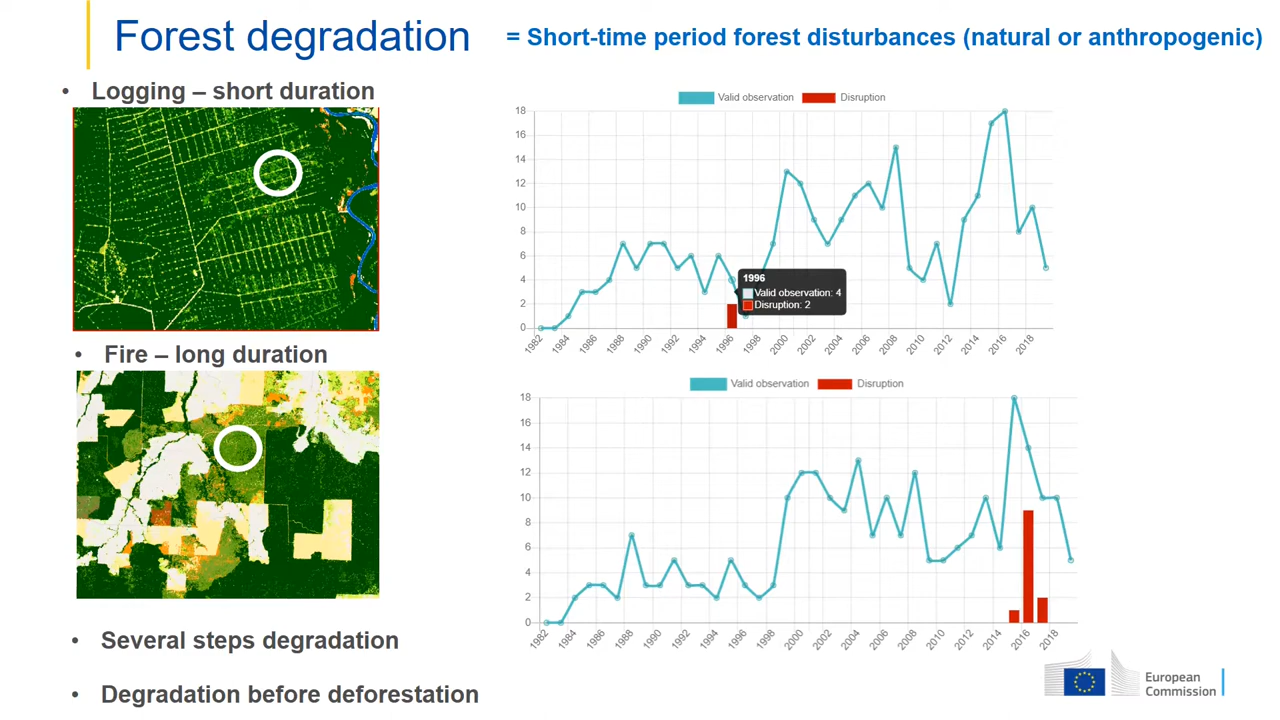 Forest degradation
= Short-time period forest disturbances (natural or anthropogenic)
• Logging – short duration
Valid observation Disruption
18
16
14
12
10
8
6
4
2
0
1996
Valid observation: 4
Disruption: 2
1982 1984 1986 1988 1990 1992 1994 1996 1998 2000 2002 2004 2006 2008 2010 2012 2014 2016 2018
• Fire – long duration
Valid observation Disruption
18
16
14
12
10
8
6
4
2
0
1982 1984 1986 1988 1990 1992 1994 1996 1998 2000 2002 2004 2006 2008 2010 2012 2014 2016 2018
• Several steps degradation
• Degradation before deforestation
European
Commission